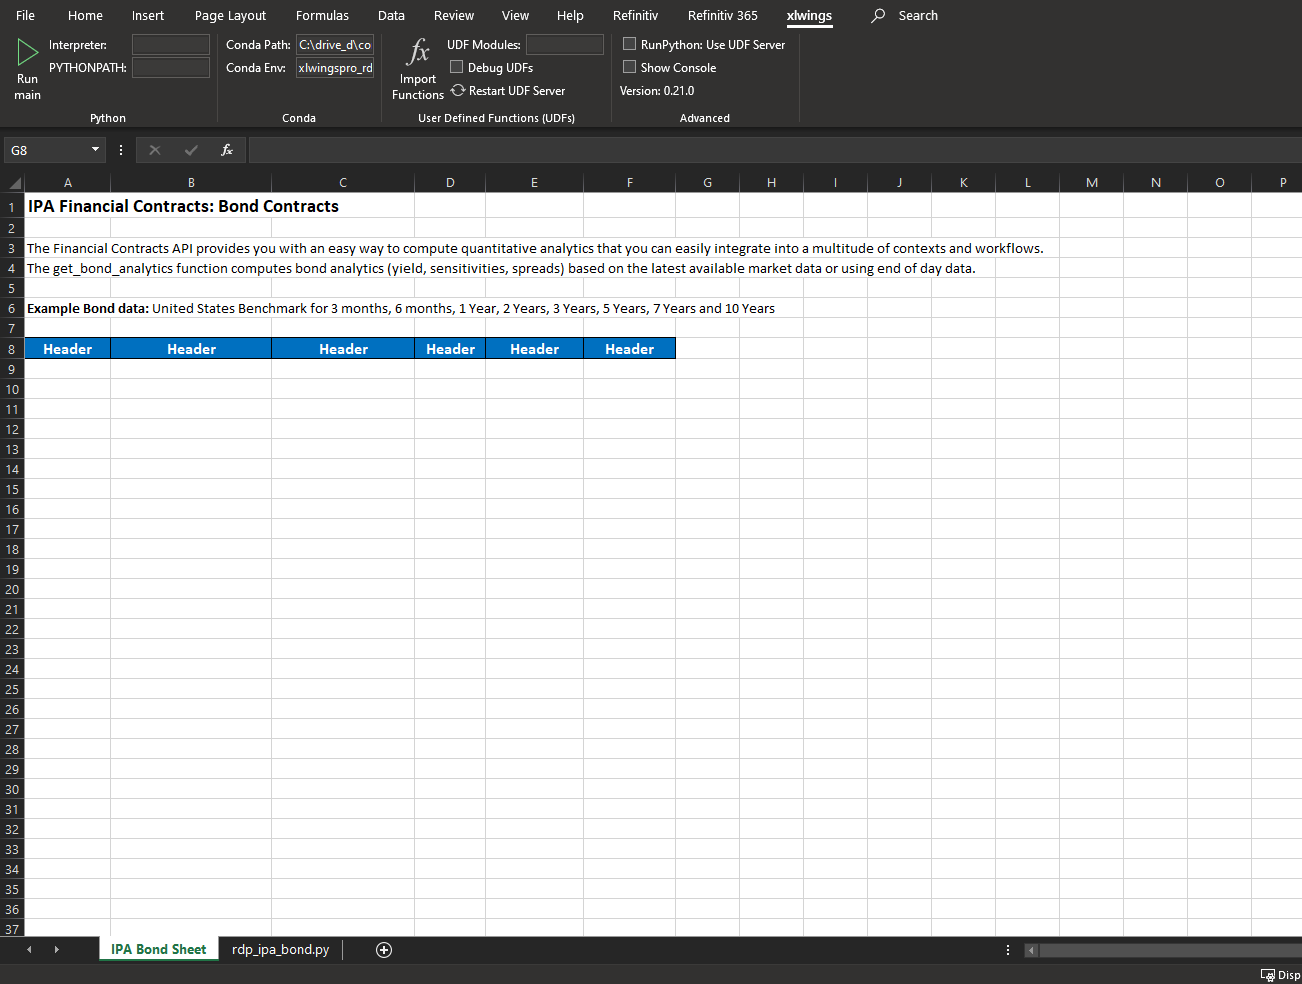 File Home Insert Page Layout Formulas Data Review View Help Refinitiv Refinitiv 365 xlwings Search
Run main
Interpreter:
PYTHONPATH:
Python
Conda Path: C:\drive_d\co
Conda Env: xlwingspro_rd
Conda
fx
Import Functions
UDF Modules:
Debug UDFs
Restart UDF Server
User Defined Functions (UDFs)
RunPython: Use UDF Server
Show Console
Version: 0.21.0
Advanced
G8 fx
A B C D E F G H I J K L M N O P
1 IPA Financial Contracts: Bond Contracts
2
3 The Financial Contracts API provides you with an easy way to compute quantitative analytics that you can easily integrate into a multitude of contexts and workflows.
4 The get_bond_analytics function computes bond analytics (yield, sensitivities, spreads) based on the latest available market data or using end of day data.
5
6 Example Bond data: United States Benchmark for 3 months, 6 months, 1 Year, 2 Years, 3 Years, 5 Years, 7 Years and 10 Years
7
8 Header Header Header Header Header Header
9
10
11
12
13
14
15
16
17
18
19
20
21
22
23
24
25
26
27
28
29
30
31
32
33
34
35
36
37
IPA Bond Sheet rdp_ipa_bond.py
Disp